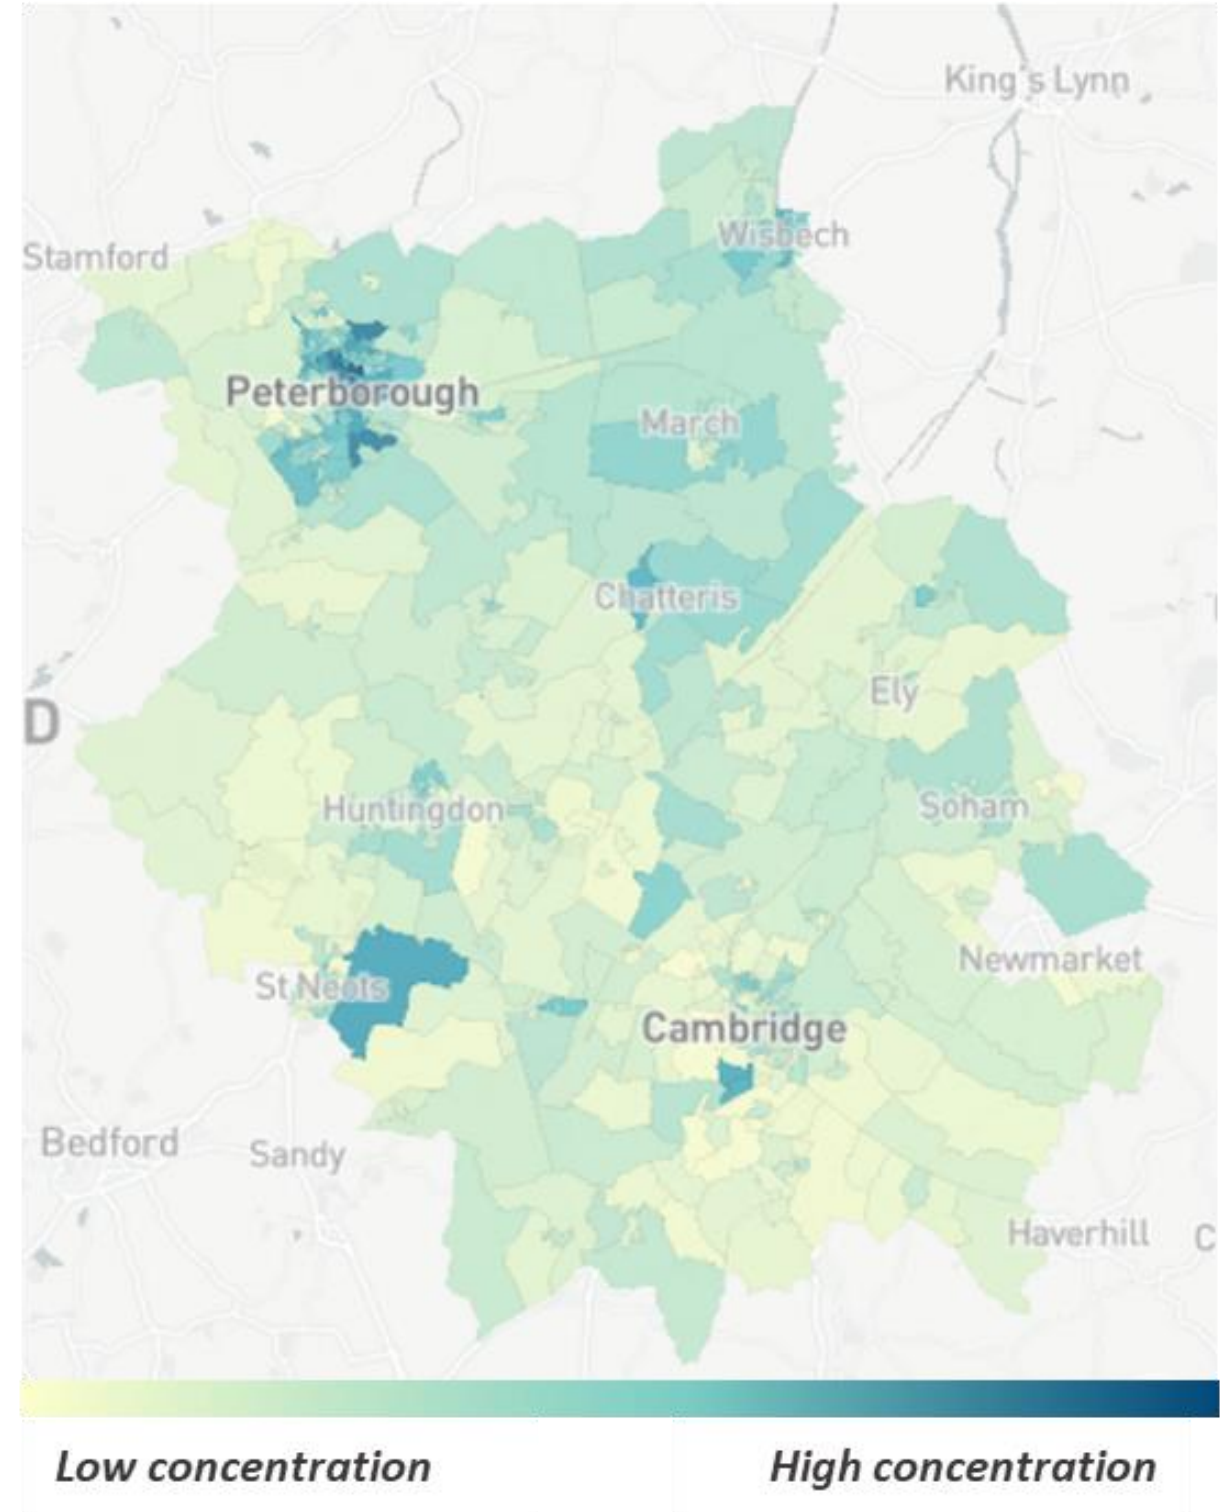 King's Lynn
Wisbech
Stamford
Peterborough
March
Chatteris
Ely
D
Huntingdon
Soham
Newmarket
St Neots
Cambridge
Bedford
Sandy
Haverhill
C
Low concentration
High concentration